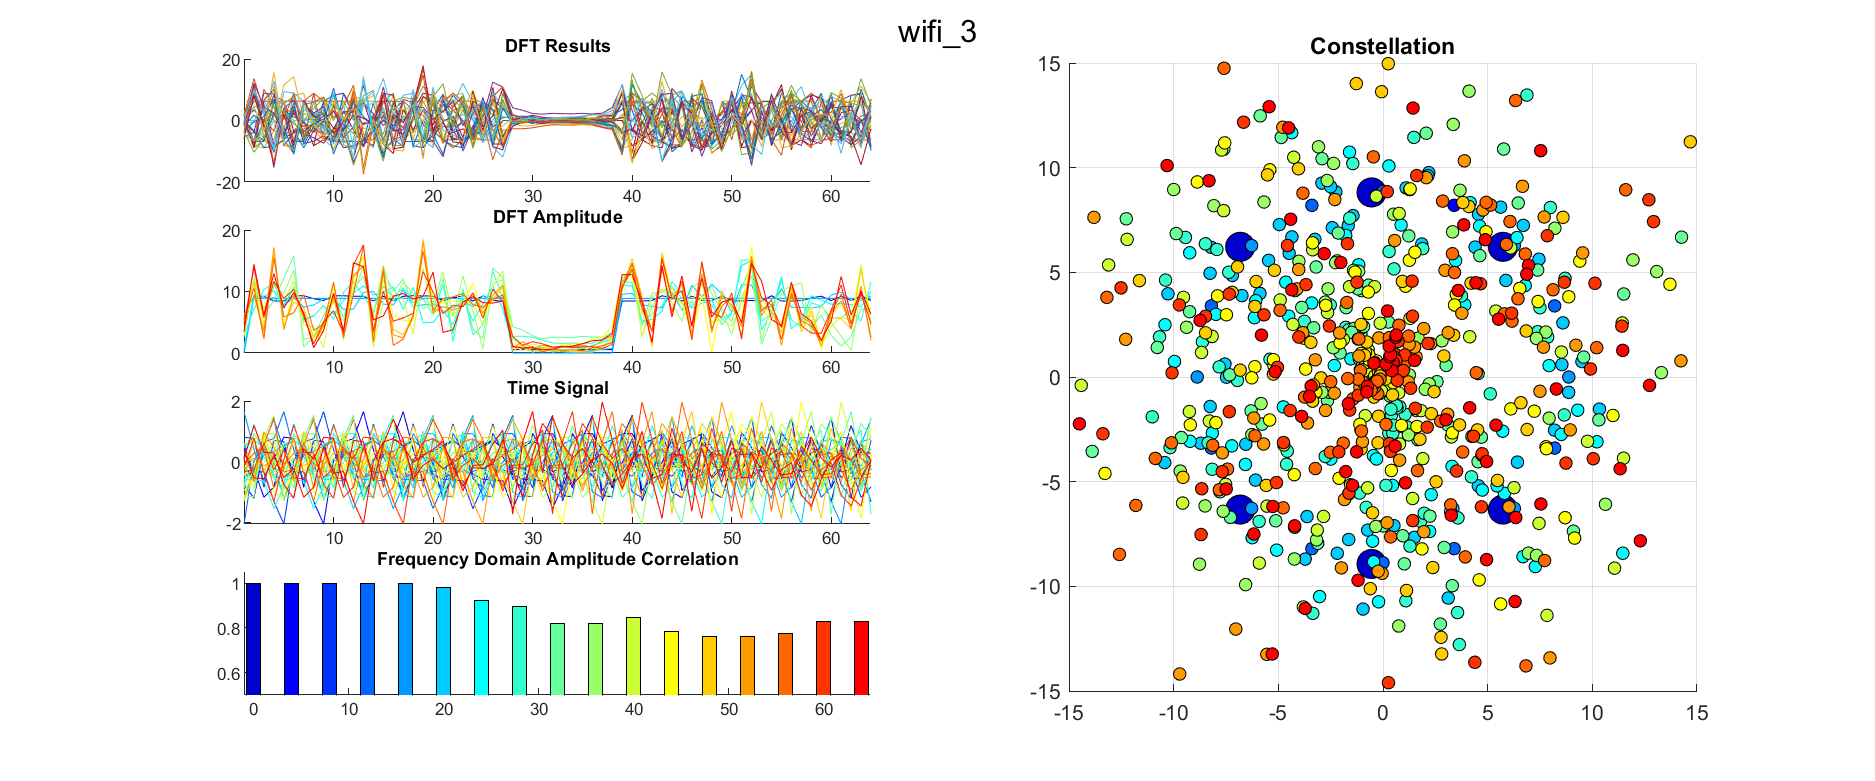 wifi_3
DFT Results
20
0
-20
10 20 30 40 50 60
DFT Amplitude
20
10
0
10 20 30 40 50 60
Time Signal
2
0
-2
10 20 30 40 50 60
Frequency Domain Amplitude Correlation
1
0.8
0.6
0 10 20 30 40 50 60
Constellation
15
10
5
0
-5
-10
-15
-15 -10 -5 0 5 10 15